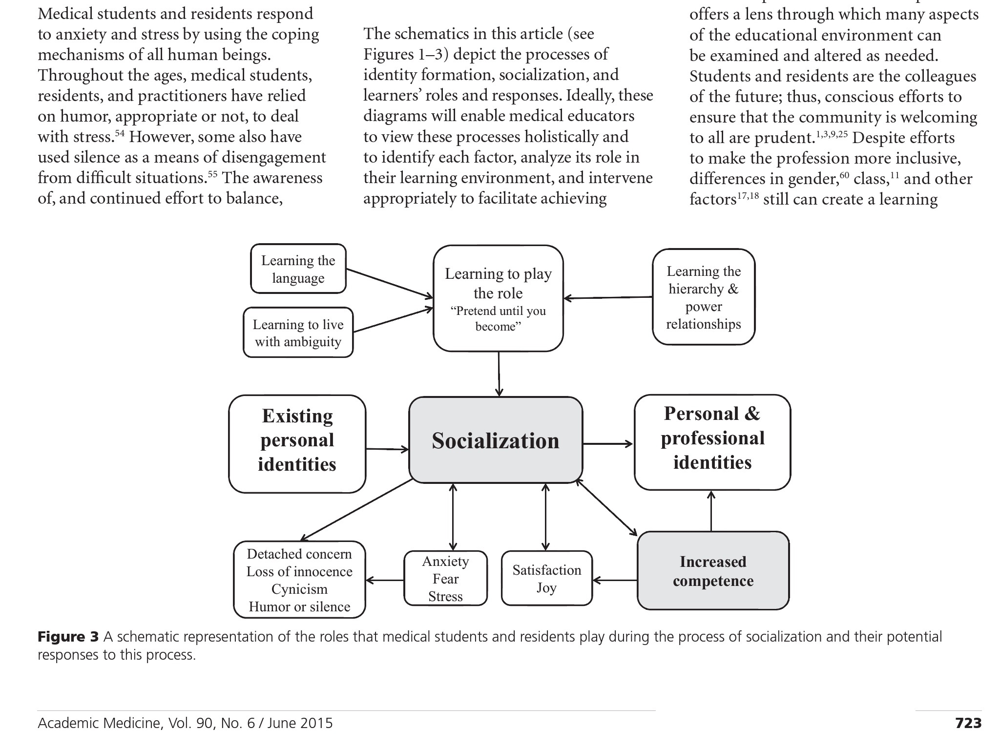 Medical students and residents respond
to anxiety and stress by using the coping
mechanisms of all human beings.
Throughout the ages, medical students,
residents, and practitioners have relied
on humor, appropriate or not, to deal
with stress.54 However, some also have
used silence as a means of disengagement
from difficult situations.55 The awareness
of, and continued effort to balance,
The schematics in this article (see
Figures 1–3) depict the processes of
identity formation, socialization, and
learners’ roles and responses. Ideally, these
diagrams will enable medical educators
to view these processes holistically and
to identify each factor, analyze its role in
their learning environment, and intervene
appropriately to facilitate achieving
offers a lens through which many aspects
of the educational environment can
be examined and altered as needed.
Students and residents are the colleagues
of the future; thus, conscious efforts to
ensure that the community is welcoming
to all are prudent.1,3,9,25 Despite efforts
to make the profession more inclusive,
differences in gender,60 class,11 and other
factors17,18 still can create a learning
Learning the
language
Learning to live
with ambiguity
Learning to play
the role
“Pretend until you
become”
Learning the
hierarchy &
power
relationships
Existing
personal
identities
Socialization
Personal &
professional
identities
Detached concern
Loss of innocence
Cynicism
Humor or silence
Anxiety
Fear
Stress
Satisfaction
Joy
Increased
competence
Figure 3 A schematic representation of the roles that medical students and residents play during the process of socialization and their potential
responses to this process.
Academic Medicine, Vol. 90, No. 6 / June 2015
723